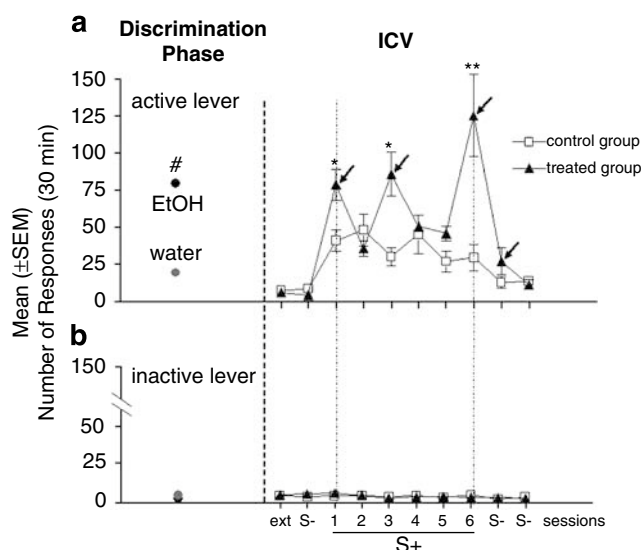 a
Discrimination
Phase
ICV
Mean (±SEM)
Number of Responses (30 min)
150
125
100
75
50
25
0
active lever
#
EtOH
water
*
*
**
control group
treated group
b
150
50
25
0
inactive lever
ext S- 1 2 3 4 5 6 S- S- sessions
S+